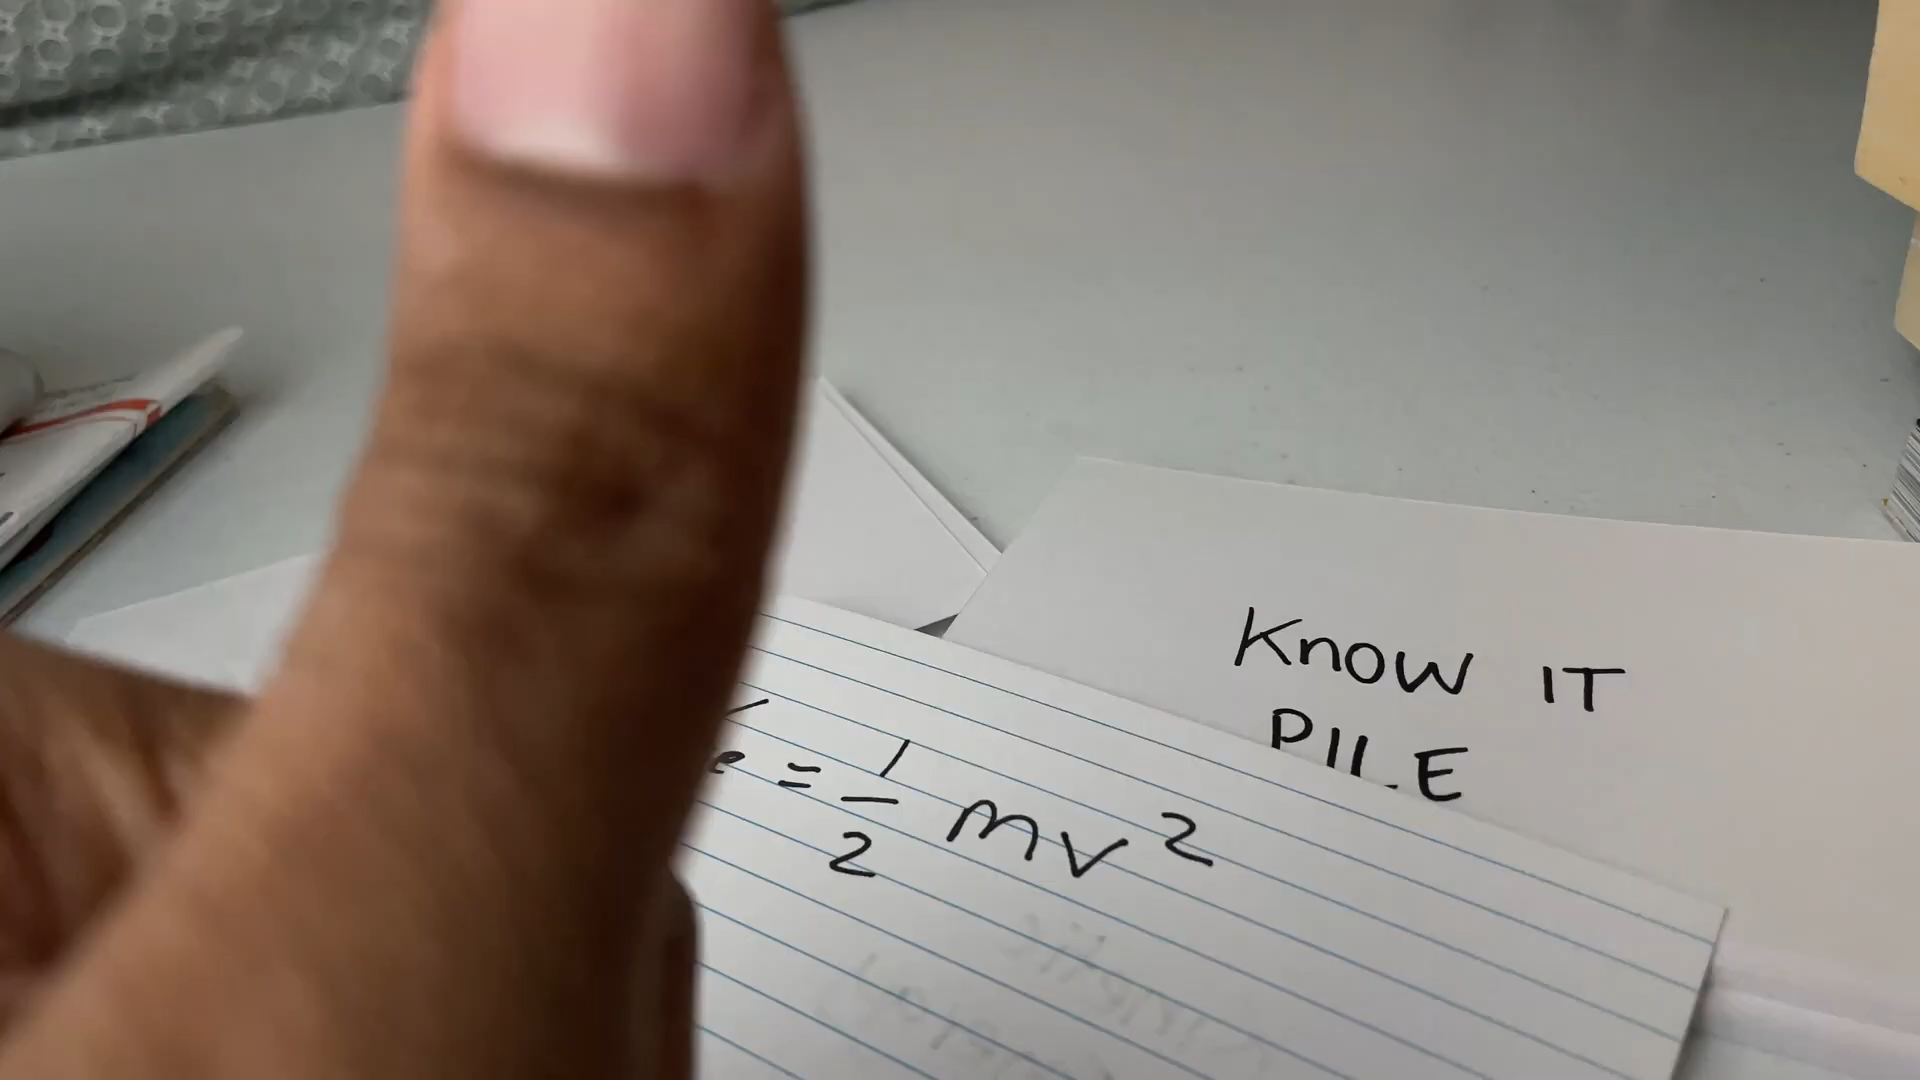 Know IT
PILE
e = 1/2 mv²